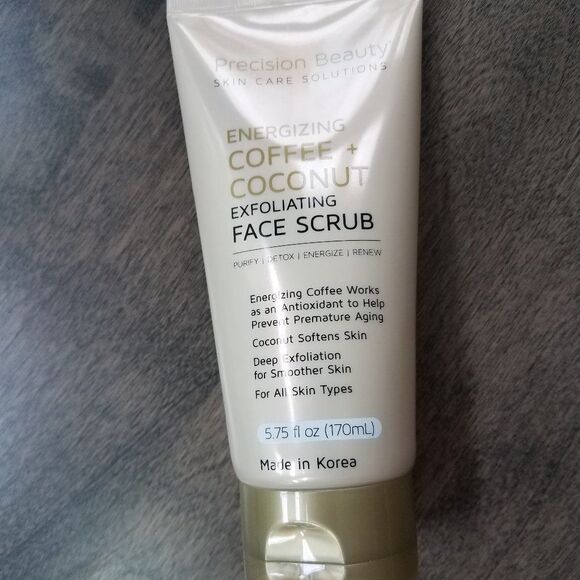 Precision Beauty
SKIN CARE SOLUTIONS
ENERGIZING
COFFEE +
COCONUT
EXFOLIATING
FACE SCRUB
PURIFY | DETOX | ENERGIZE | RENEW
Energizing Coffee Works
as an Antioxidant to Help
Prevent Premature Aging
Coconut Softens Skin
Deep Exfoliation
for Smoother Skin
For All Skin Types
5.75 fl oz (170mL)
Made in Korea